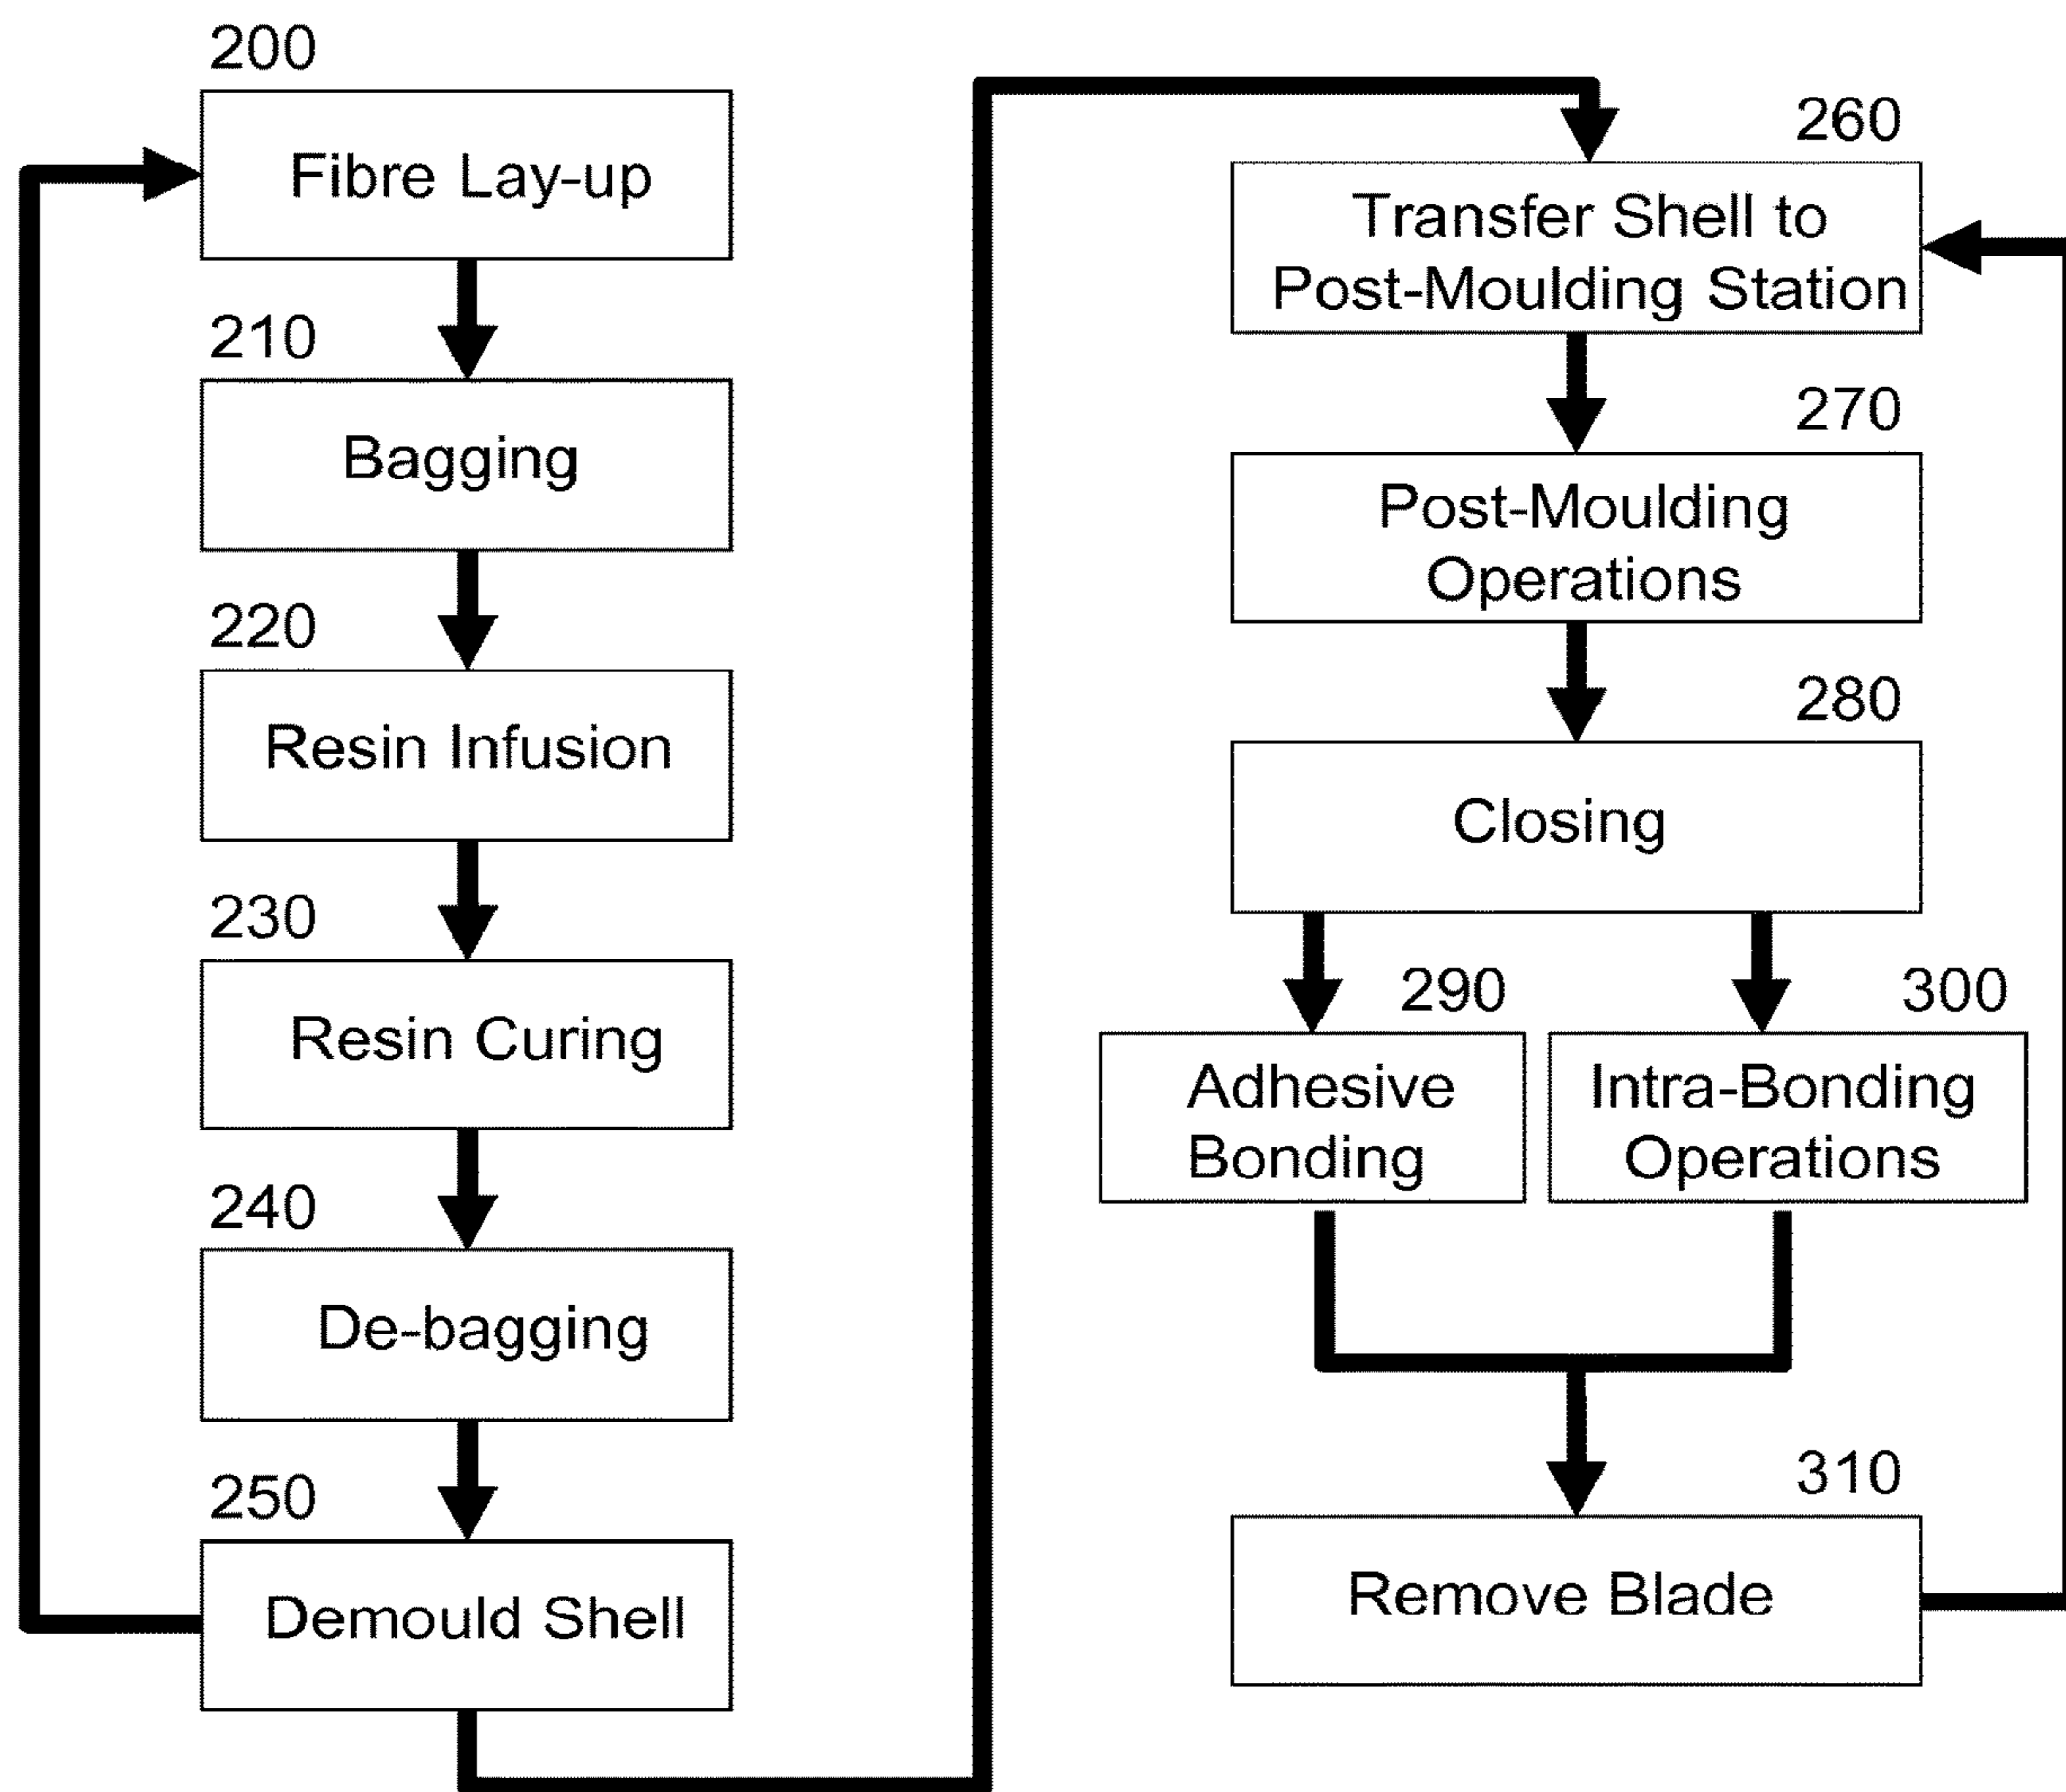 200
Fibre Lay-up
210
Bagging
220
Resin Infusion
230
Resin Curing
240
De-bagging
250
Demould Shell
260
Transfer Shell to
Post-Moulding Station
270
Post-Moulding
Operations
280
Closing
290
Adhesive
Bonding
300
Intra-Bonding
Operations
310
Remove Blade